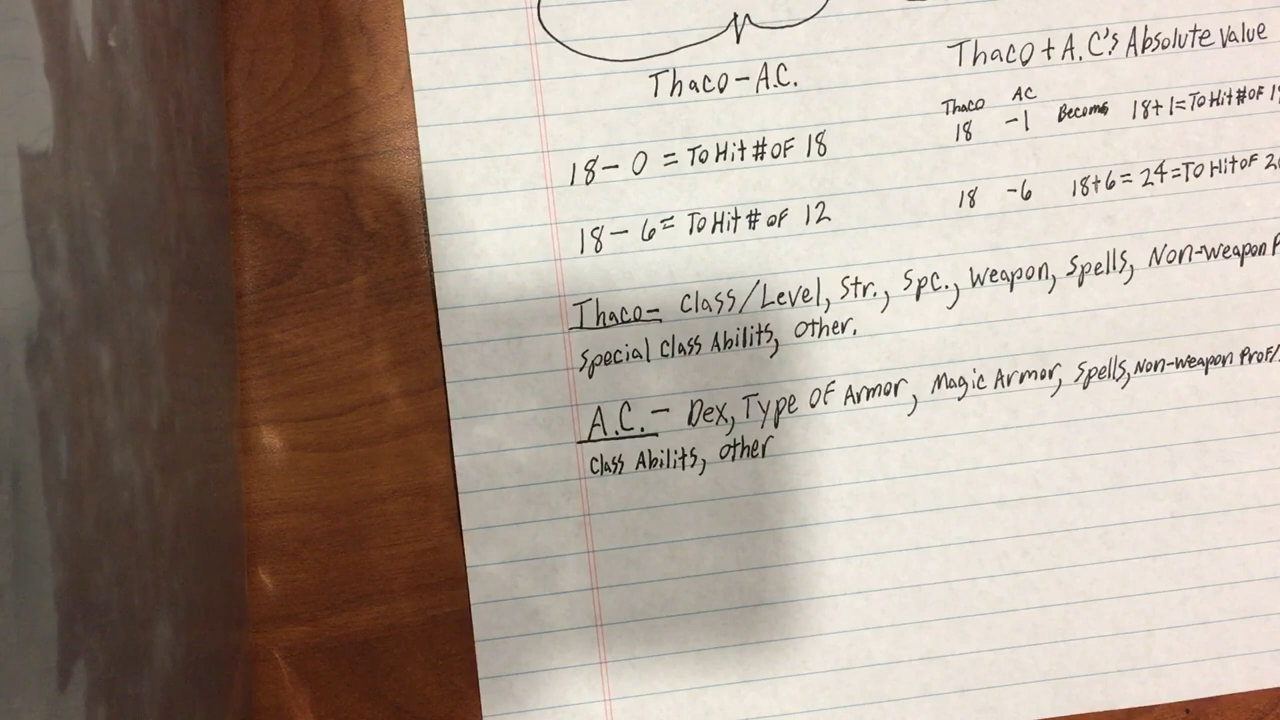 Thaco - A.C.
18 - 0 = To Hit # OF 18
18 - 6 = To Hit # OF 12
Thaco + A.C's Absolute Value
Thaco AC
18 -1 Becoms 18+1 = To Hit # OF
18 -6 18+6 = 24 = To Hit of
Thaco - Class/Level, Str., Spc., Weapon, Spells, Non-weapon
Special Class Abilits, other.
A.C. - Dex, Type OF Armor, Magic Armor, Spells, Non-weapon Prof/
Class Abilits, other